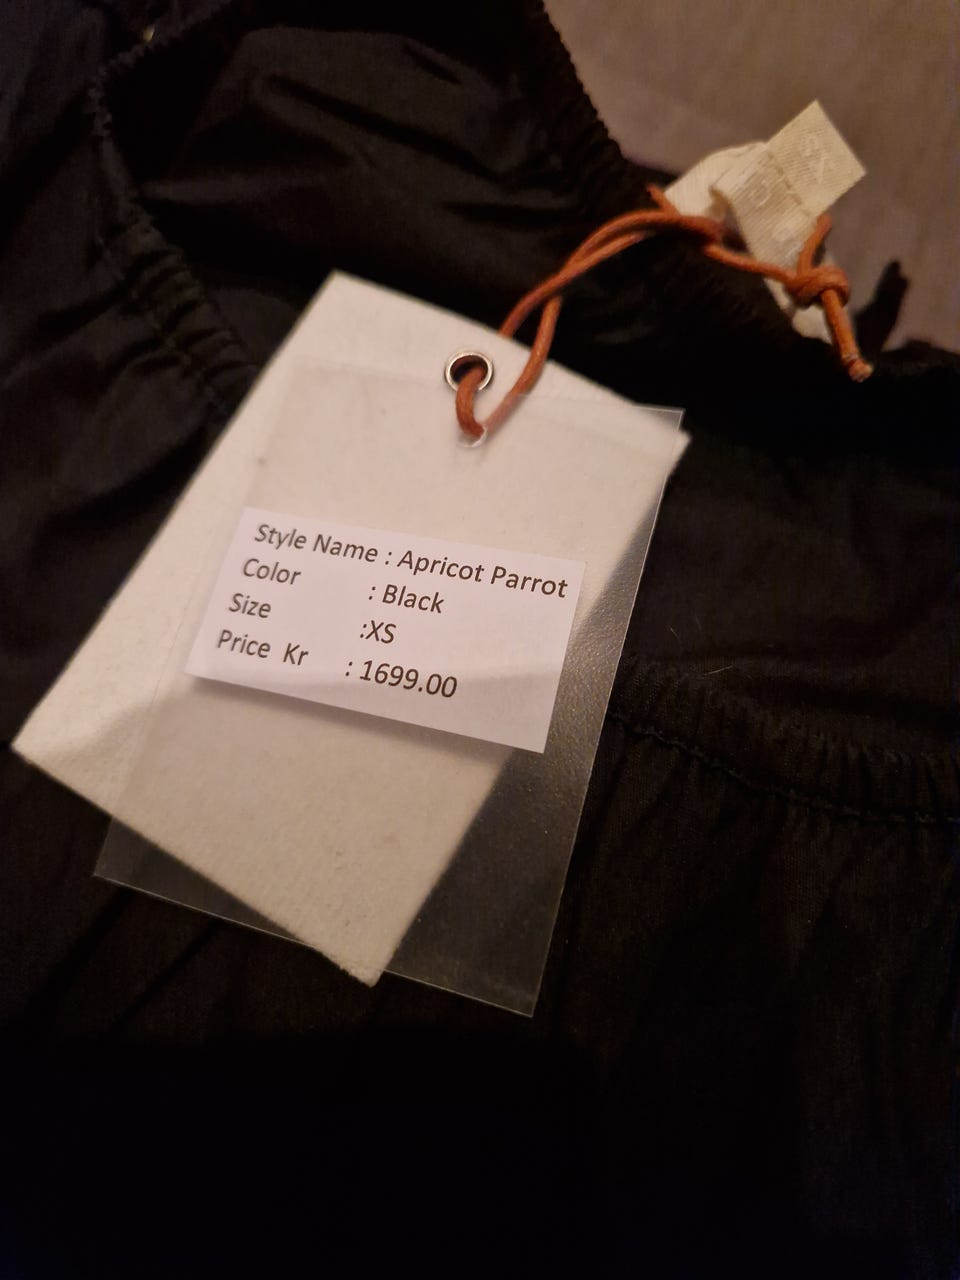 Style Name : Apricot Parrot
Color : Black
Size :XS
Price Kr : 1699.00